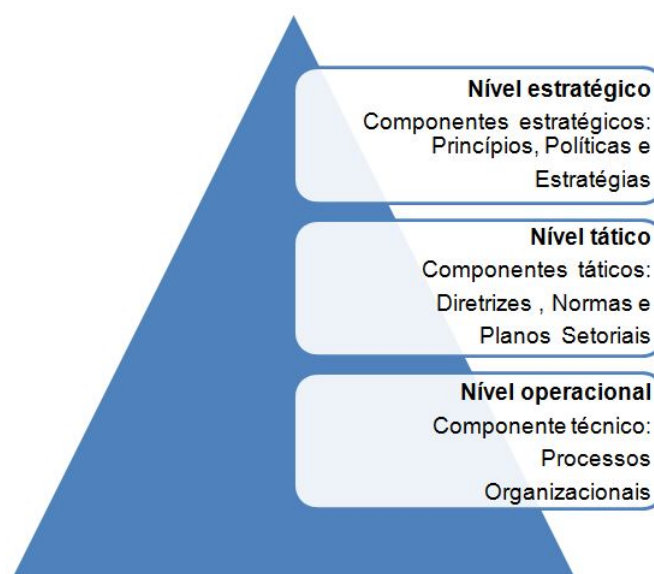 Nível estratégico
Componentes estratégicos:
Princípios, Políticas e
Estratégias
Nível tático
Componentes táticos:
Diretrizes , Normas e
Planos Setoriais
Nível operacional
Componente técnico:
Processos
Organizacionais